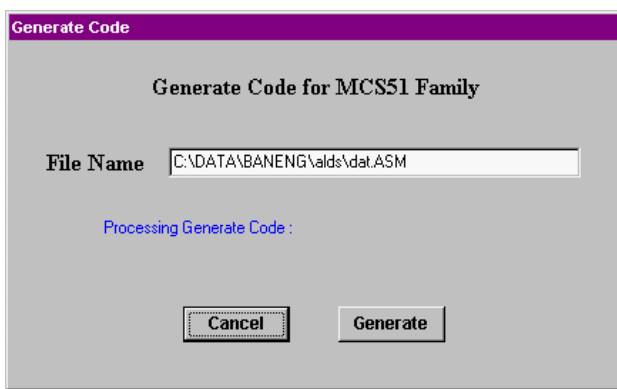 Generate Code
Generate Code for MCS51 Family
File Name C:\DATA\BANENG\alds\dat.ASM
Processing Generate Code :
Cancel Generate